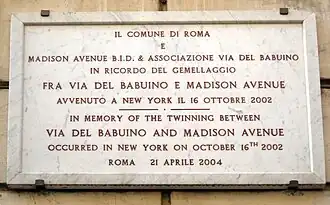 IL COMUNE DI ROMA
E
MADISON AVENUE B.I.D. & ASSOCIAZIONE VIA DEL BABUINO
IN RICORDO DEL GEMELLAGGIO
FRA VIA DEL BABUINO E MADISON AVENUE
AVVENUTO A NEW YORK IL 16 OTTOBRE 2002
IN MEMORY OF THE TWINNING BETWEEN
VIA DEL BABUINO AND MADISON AVENUE
OCCURRED IN NEW YORK ON OCTOBER 16TH 2002
ROMA 21 APRILE 2004